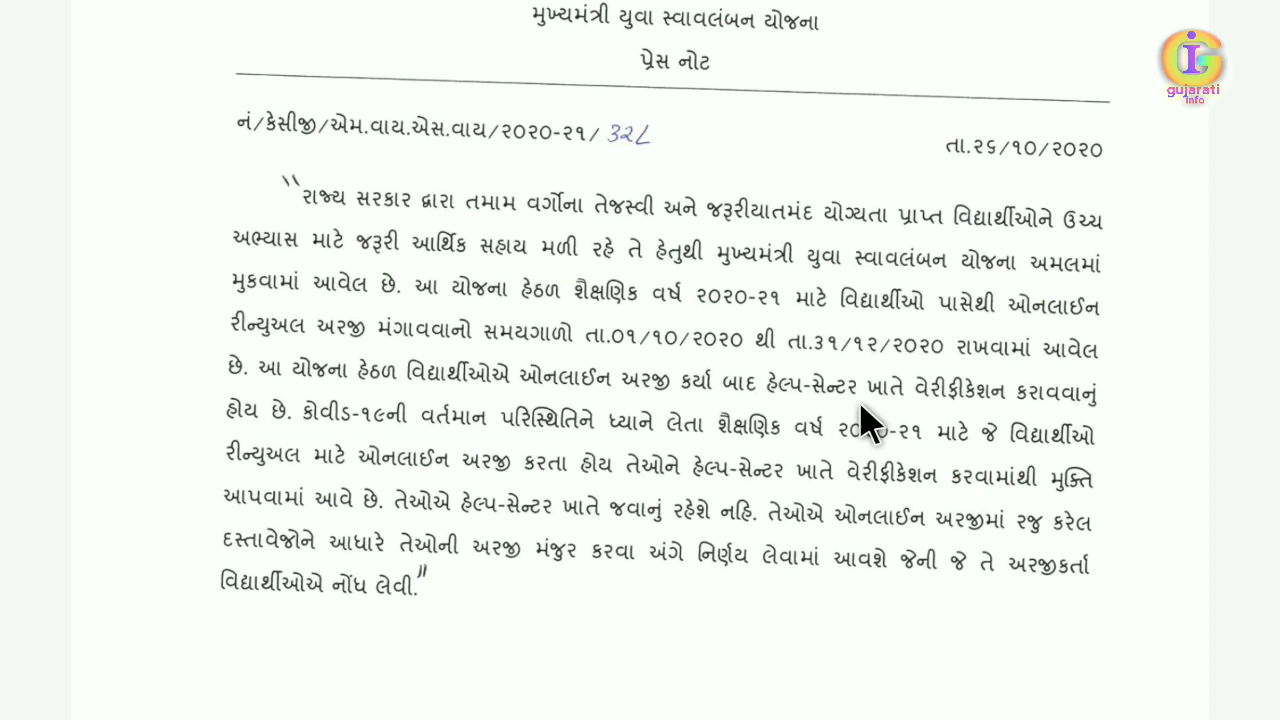 મુખ્યમંત્રી યુવા સ્વાવલંબન યોજના
પ્રેસ નોટ
નં/કેસીજી/એમ.વાય.એસ.વાય/૨૦૨૦-૨૧/
તા.૨૬/૧૦/૨૦૨૦
"રાજ્ય સરકાર દ્વારા તમામ વર્ગોના તેજસ્વી અને જરૂરીયાતમંદ યોગ્યતા પ્રાપ્ત વિદ્યાર્થીઓને ઉચ્ચ
અભ્યાસ માટે જરૂરી આર્થિક સહાય મળી રહે તે હેતુથી મુખ્યમંત્રી યુવા સ્વાવલંબન યોજના અમલમાં
મુકવામાં આવેલ છે. આ યોજના હેઠળ શૈક્ષણિક વર્ષ ૨૦૨૦-૨૧ માટે વિદ્યાર્થીઓ પાસેથી ઓનલાઈન
રીન્યુઅલ અરજી મંગાવવાનો સમયગાળો તા.૦૧/૧૦/૨૦૨૦ થી તા.૩૧/૧૨/૨૦૨૦ રાખવામાં આવેલ
છે. આ યોજના હેઠળ વિદ્યાર્થીઓએ ઓનલાઈન અરજી કર્યા બાદ હેલ્પ-સેન્ટર ખાતે વેરીફીકેશન કરાવવાનું
હોય છે. કોવીડ-૧૯ની વર્તમાન પરિસ્થિતિને ધ્યાને લેતા શૈક્ષણિક વર્ષ ૨૦૨૦-૨૧ માટે જે વિદ્યાર્થીઓ
રીન્યુઅલ માટે ઓનલાઈન અરજી કરતા હોય તેઓને હેલ્પ-સેન્ટર ખાતે વેરીફીકેશન કરવામાંથી મુક્તિ
આપવામાં આવે છે. તેઓએ હેલ્પ-સેન્ટર ખાતે જવાનું રહેશે નહિ. તેઓએ ઓનલાઈન અરજીમાં રજુ કરેલ
દસ્તાવેજોને આધારે તેઓની અરજી મંજુર કરવા અંગે નિર્ણય લેવામાં આવશે જેની જે તે અરજીકર્તા
વિદ્યાર્થીઓએ નોંધ લેવી."
gujarati
info